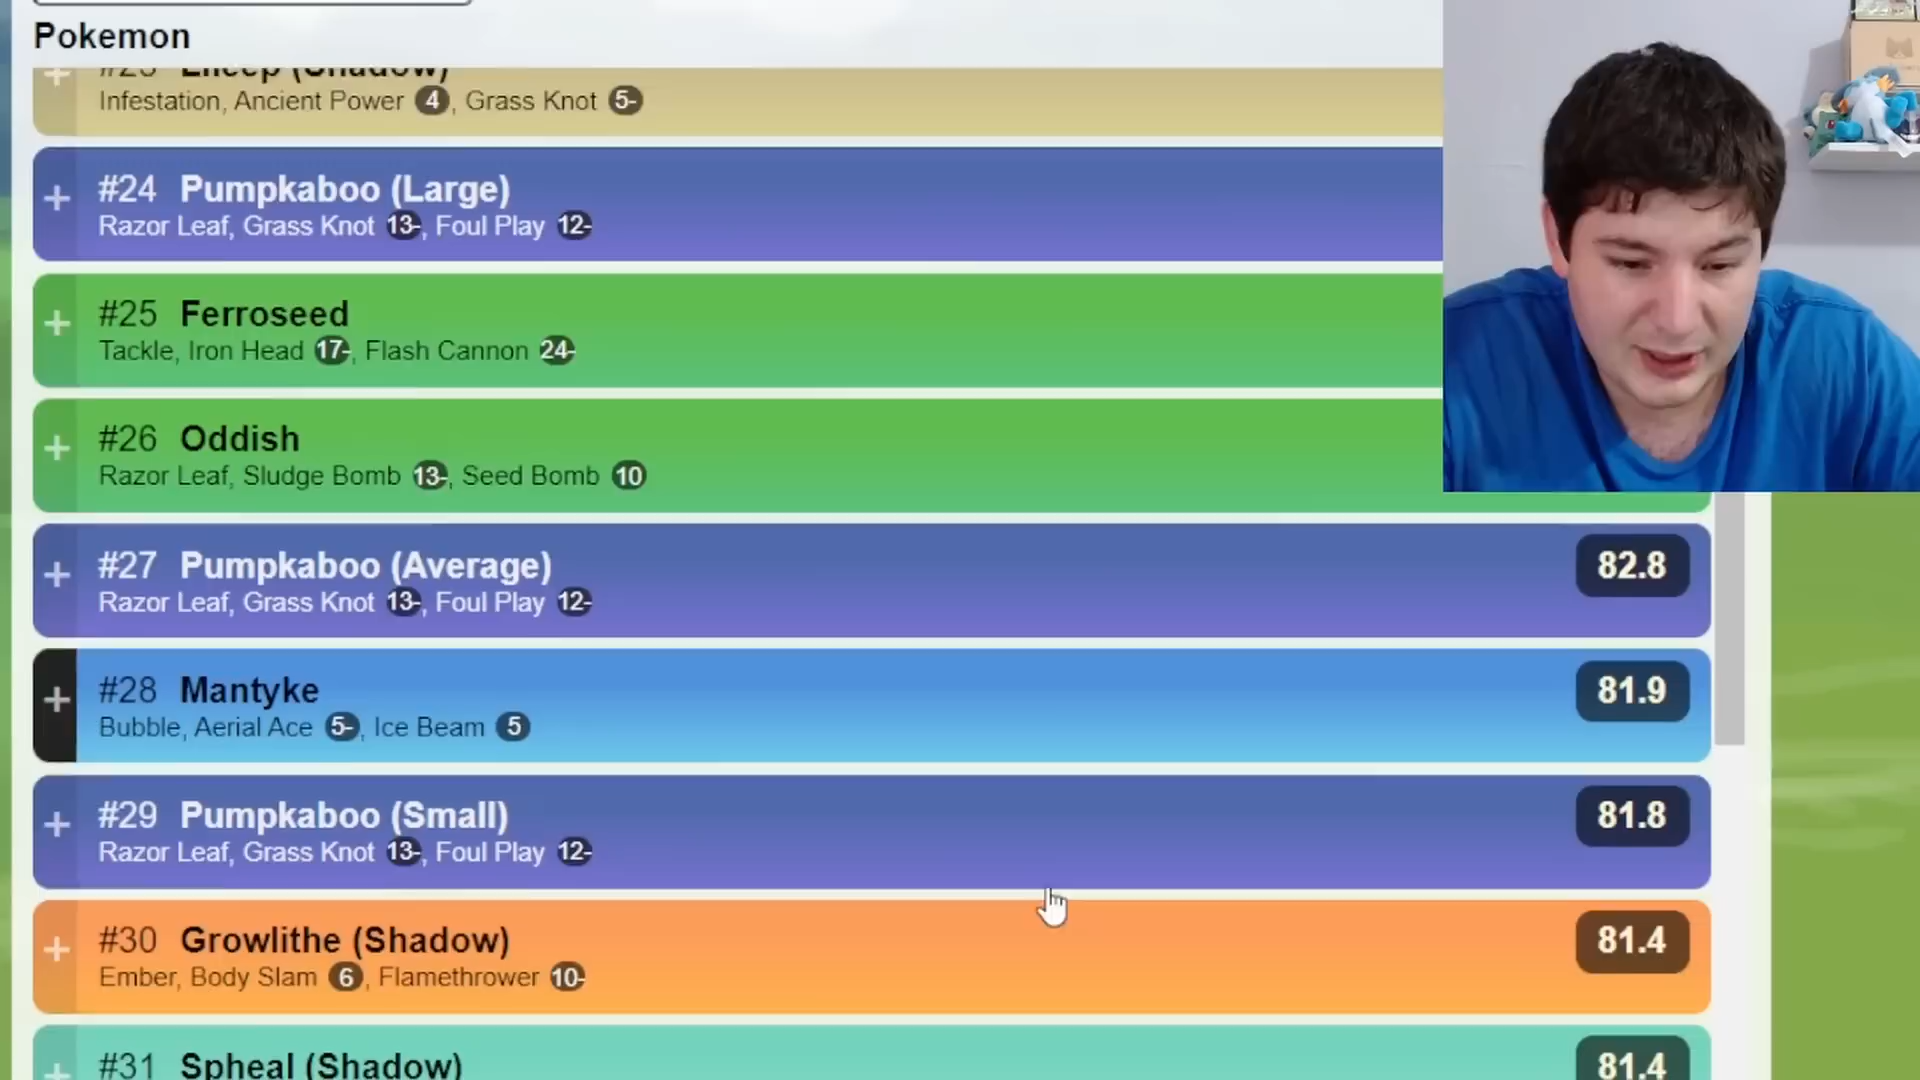 Pokemon
#23 Lileep (Shadow)
Infestation, Ancient Power 4, Grass Knot 5-
#24 Pumpkaboo (Large)
Razor Leaf, Grass Knot 13-, Foul Play 12-
#25 Ferroseed
Tackle, Iron Head 17-, Flash Cannon 24-
#26 Oddish
Razor Leaf, Sludge Bomb 13-, Seed Bomb 10
#27 Pumpkaboo (Average) 82.8
Razor Leaf, Grass Knot 13-, Foul Play 12-
#28 Mantyke 81.9
Bubble, Aerial Ace 5-, Ice Beam 5
#29 Pumpkaboo (Small) 81.8
Razor Leaf, Grass Knot 13-, Foul Play 12-
#30 Growlithe (Shadow) 81.4
Ember, Body Slam 6, Flamethrower 10-
#31 Spheal (Shadow) 81.4